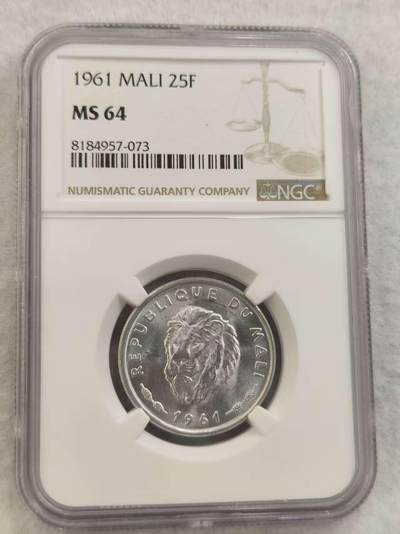 1961 MALI 25F
MS 64
8184957-073
NUMISMATIC GUARANTY COMPANY
NGC
REPUBLIQUE DU MALI
1961